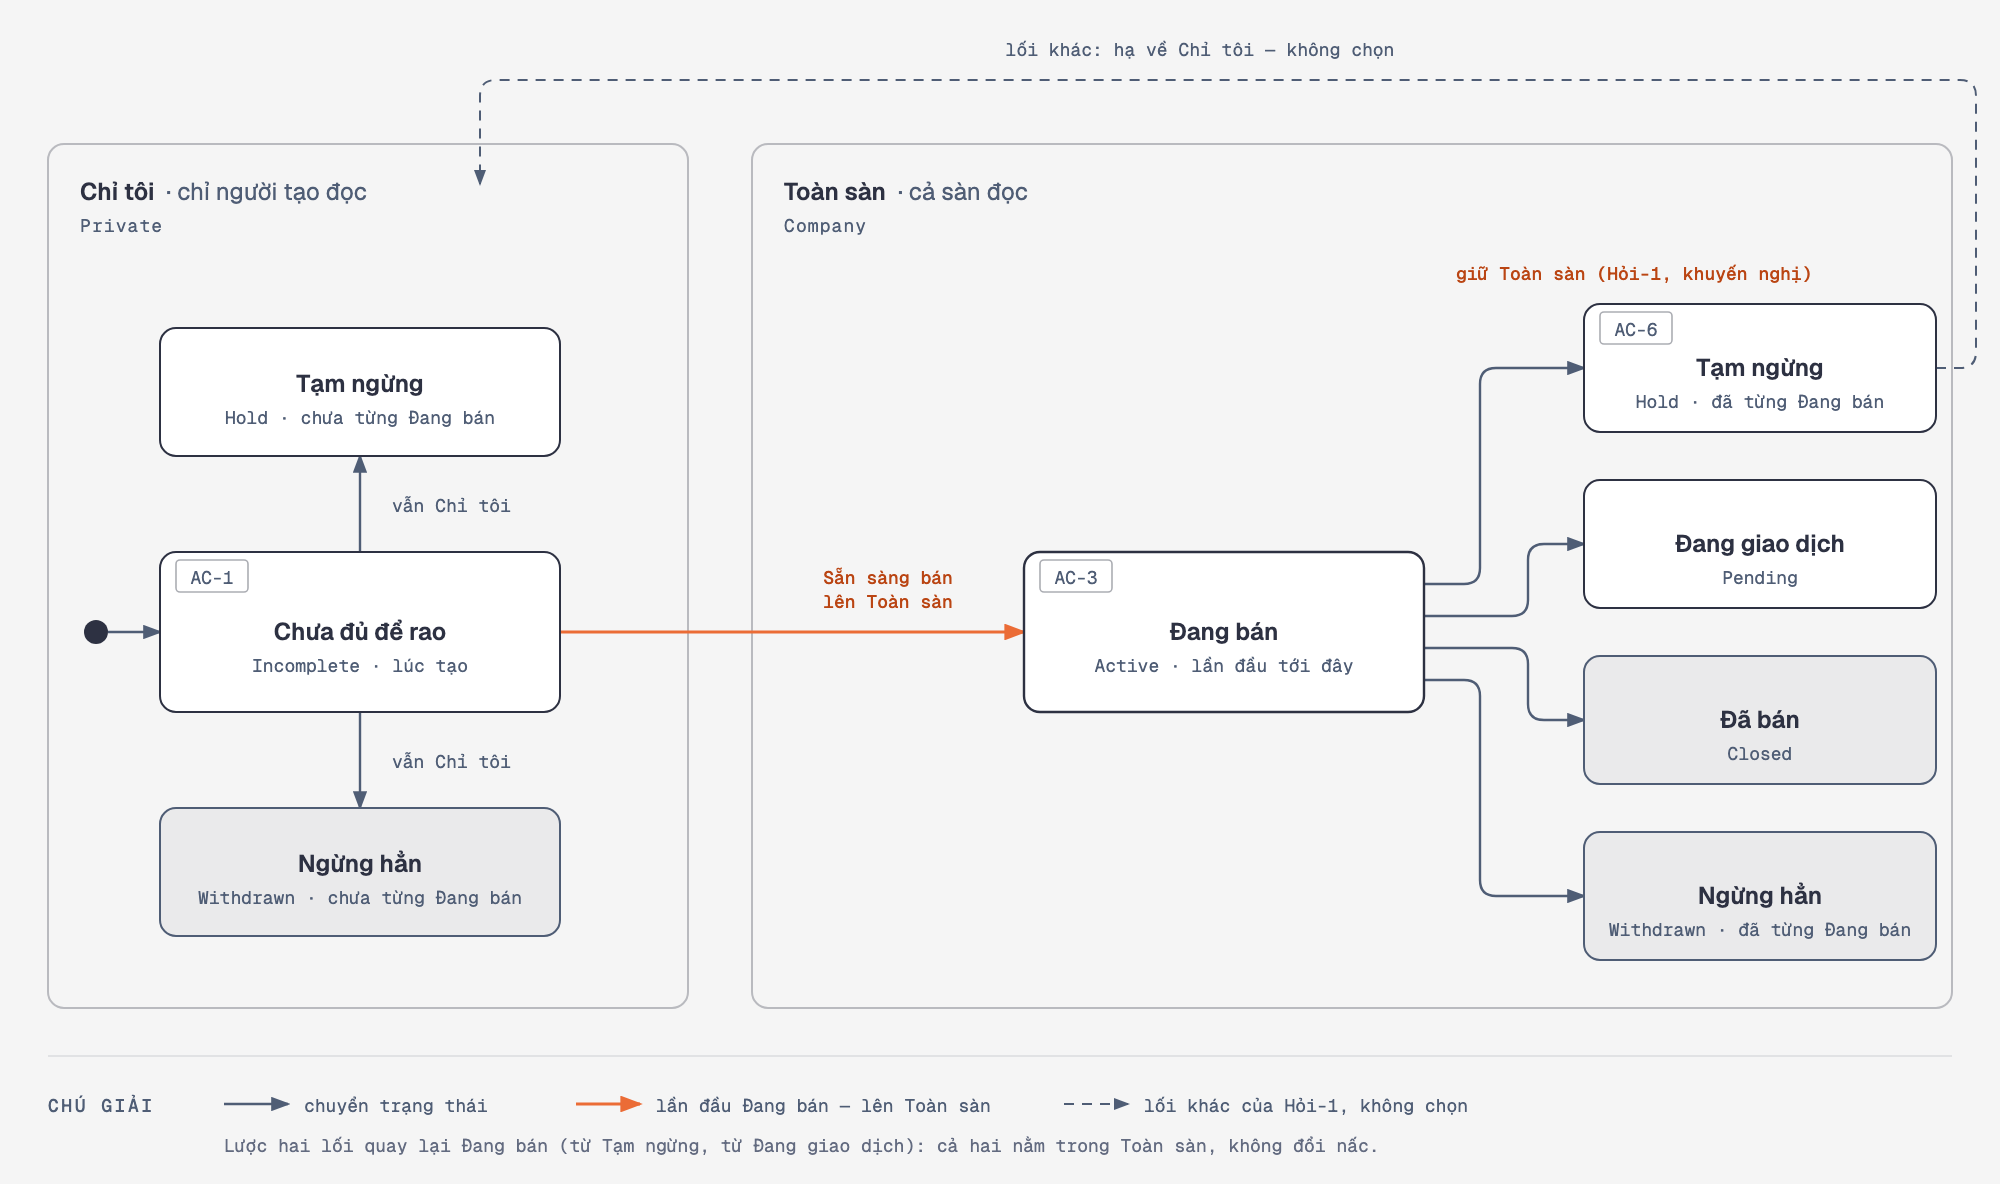 lối khác: hạ về Chỉ tôi — không chọn
Chỉ tôi · chỉ người tạo đọc
Private
Tạm ngừng
Hold · chưa từng Đang bán
vẫn Chỉ tôi
AC-1
Chưa đủ để rao
Incomplete · lúc tạo
vẫn Chỉ tôi
Ngừng hẳn
Withdrawn · chưa từng Đang bán
Sẵn sàng bán
lên Toàn sàn
Toàn sàn · cả sàn đọc
Company
AC-3
Đang bán
Active · lần đầu tới đây
giữ Toàn sàn (Hỏi-1, khuyến nghị)
AC-6
Tạm ngừng
Hold · đã từng Đang bán
Đang giao dịch
Pending
Đã bán
Closed
Ngừng hẳn
Withdrawn · đã từng Đang bán
CHÚ GIẢI
chuyển trạng thái
lần đầu Đang bán — lên Toàn sàn
lối khác của Hỏi-1, không chọn
Lược hai lối quay lại Đang bán (từ Tạm ngừng, từ Đang giao dịch): cả hai nằm trong Toàn sàn, không đổi nấc.